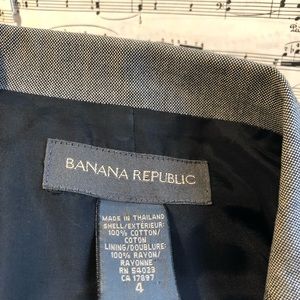 BANANA REPUBLIC
MADE IN THAILAND
SHELL/EXTÉRIEUR:
100% COTTON/
COTON
LINING/DOUBLURE:
100% RAYON/
RAYONNE
RN 54023
CA 17897
4